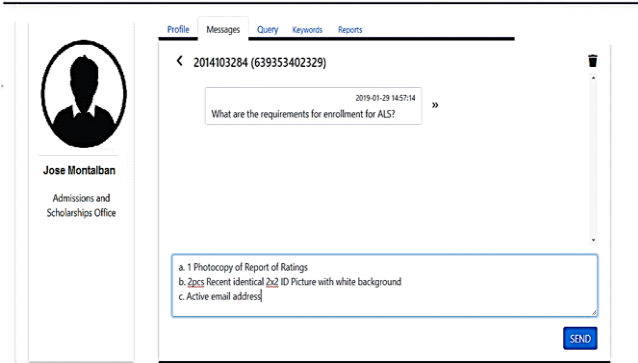 Profile Messages Query Keywords Reports
2014103284 (639353402329)
2019-01-29 14:57:14
What are the requirements for enrollment for ALS?
Jose Montalban
Admissions and
Scholarships Office
a. 1 Photocopy of Report of Ratings
b. 2pcs Recent identical 2x2 ID Picture with white background
c. Active email address
SEND